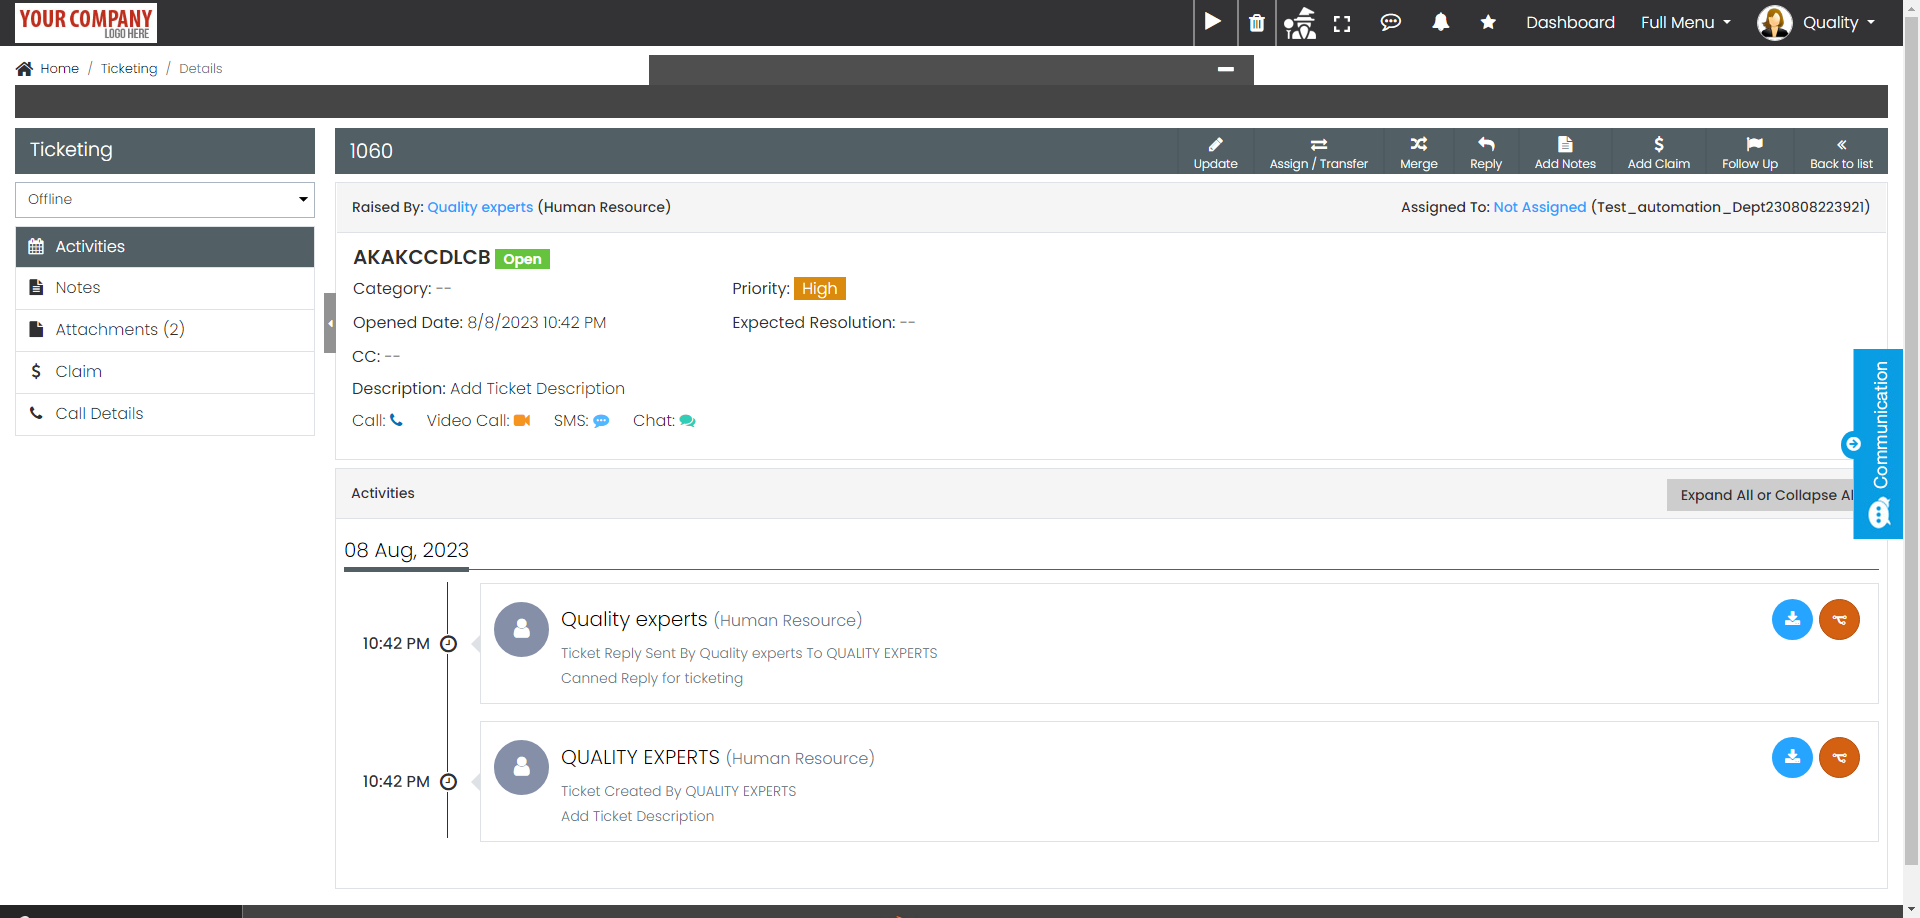 YOUR COMPANY
LOGO HERE
Dashboard
Full Menu
Quality
Home / Ticketing / Details
Ticketing
1060
Update
Assign / Transfer
Merge
Reply
Add Notes
Add Claim
Follow Up
Back to list
Offline
Activities
Notes
Attachments (2)
Claim
Call Details
Raised By: Quality experts (Human Resource)
Assigned To: Not Assigned (Test_automation_Dept230808223921)
AKAKCCDLCB Open
Category: --
Priority: High
Opened Date: 8/8/2023 10:42 PM
Expected Resolution: --
CC: --
Description: Add Ticket Description
Call:
Video Call:
SMS:
Chat:
Communication
Activities
Expand All or Collapse Al
08 Aug, 2023
10:42 PM
Quality experts (Human Resource)
Ticket Reply Sent By Quality experts To QUALITY EXPERTS
Canned Reply for ticketing
10:42 PM
QUALITY EXPERTS (Human Resource)
Ticket Created By QUALITY EXPERTS
Add Ticket Description